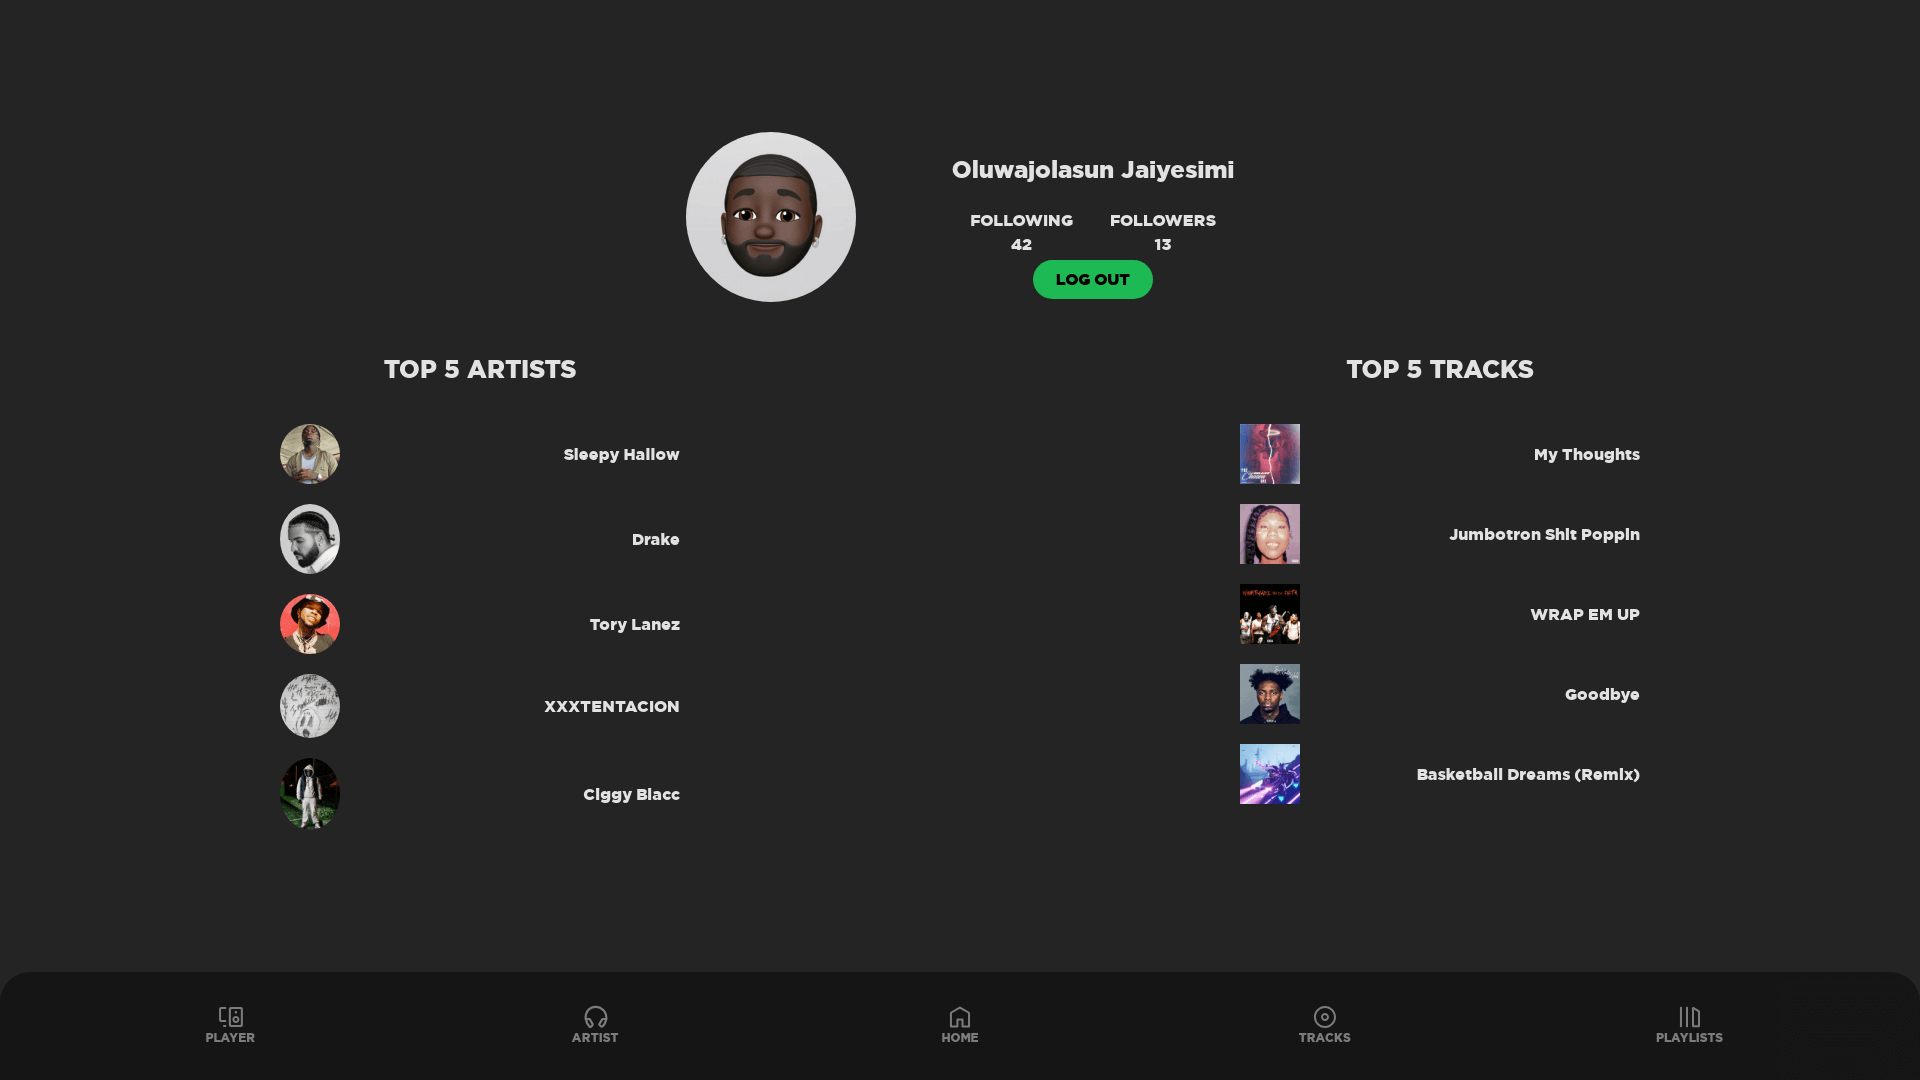 Oluwajolasun Jaiyesimi
FOLLOWING
42
FOLLOWERS
13
LOG OUT
TOP 5 ARTISTS
Sleepy Hallow
Drake
Tory Lanez
XXXTENTACION
Ciggy Blacc
TOP 5 TRACKS
My Thoughts
Jumbotron Shit Poppin
WRAP EM UP
Goodbye
Basketball Dreams (Remix)
PLAYER
ARTIST
HOME
TRACKS
PLAYLISTS